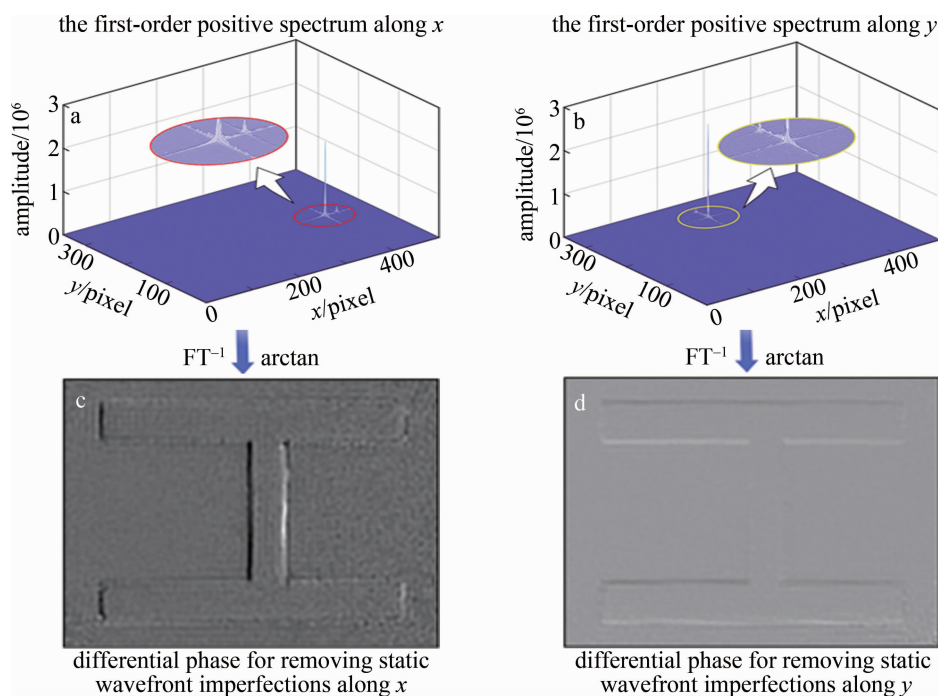 the first-order positive spectrum along x
the first-order positive spectrum along y
a
amplitude/10⁶
3
2
1
0
300
100
y/pixel
0
200
400
x/pixel
b
amplitude/10⁶
3
2
1
0
300
100
y/pixel
0
200
400
x/pixel
FT⁻¹ arctan
FT⁻¹ arctan
c
d
differential phase for removing static
wavefront imperfections along x
differential phase for removing static
wavefront imperfections along y